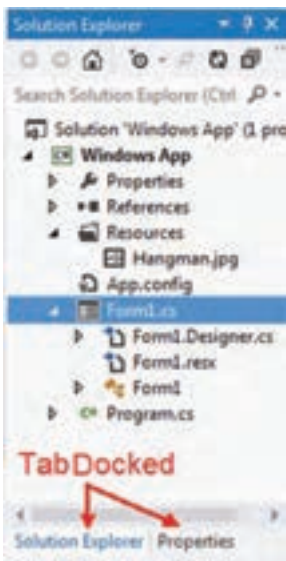 Solution Explorer
Search Solution Explorer (Ctrl
Solution 'Windows App' (1 pro
Windows App
Properties
References
Resources
Hangman.jpg
App.config
Form1.cs
Form1.Designer.cs
Form1.resx
Form1
C# Program.cs
TabDocked
Solution Explorer Properties